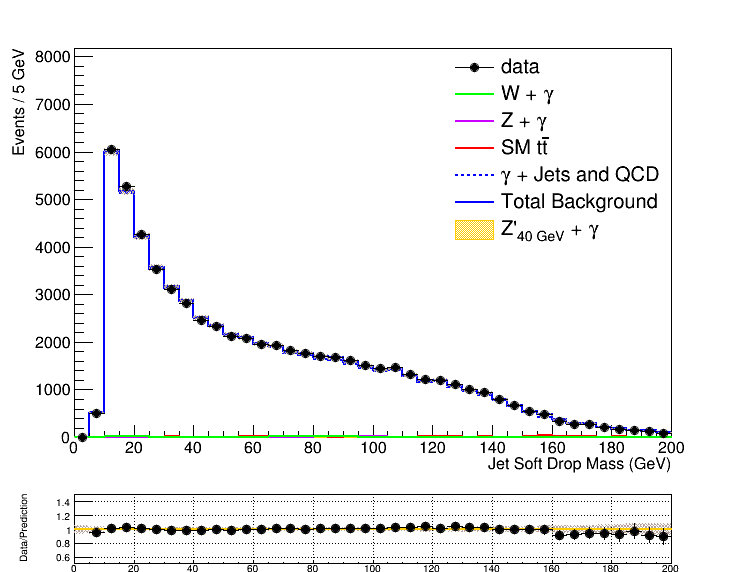 Events / 5 GeV
8000
7000
6000
5000
4000
3000
2000
1000
0
data
W + γ
Z + γ
SM tt̄
γ + Jets and QCD
Total Background
Z'40 GeV + γ
0 20 40 60 80 100 120 140 160 180 200
Jet Soft Drop Mass (GeV)
Data/Prediction
1.4
1.2
1
0.8
0.6
0 20 40 60 80 100 120 140 160 180 200